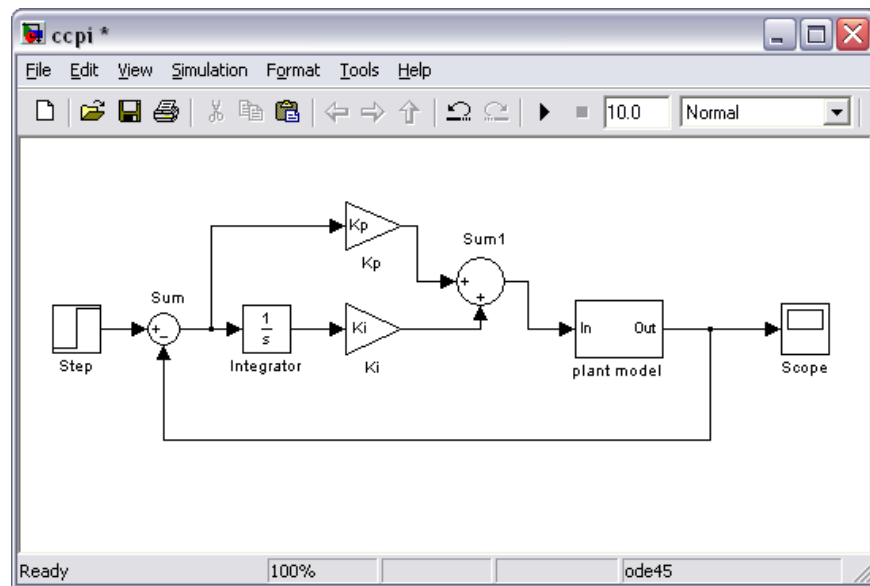 ccpi *
File Edit View Simulation Format Tools Help
10.0 Normal
Kp
Kp
Sum1
+
+
Sum
+
−
1
s
Ki
In Out
Step
Integrator
Ki
plant model
Scope
Ready 100% ode45